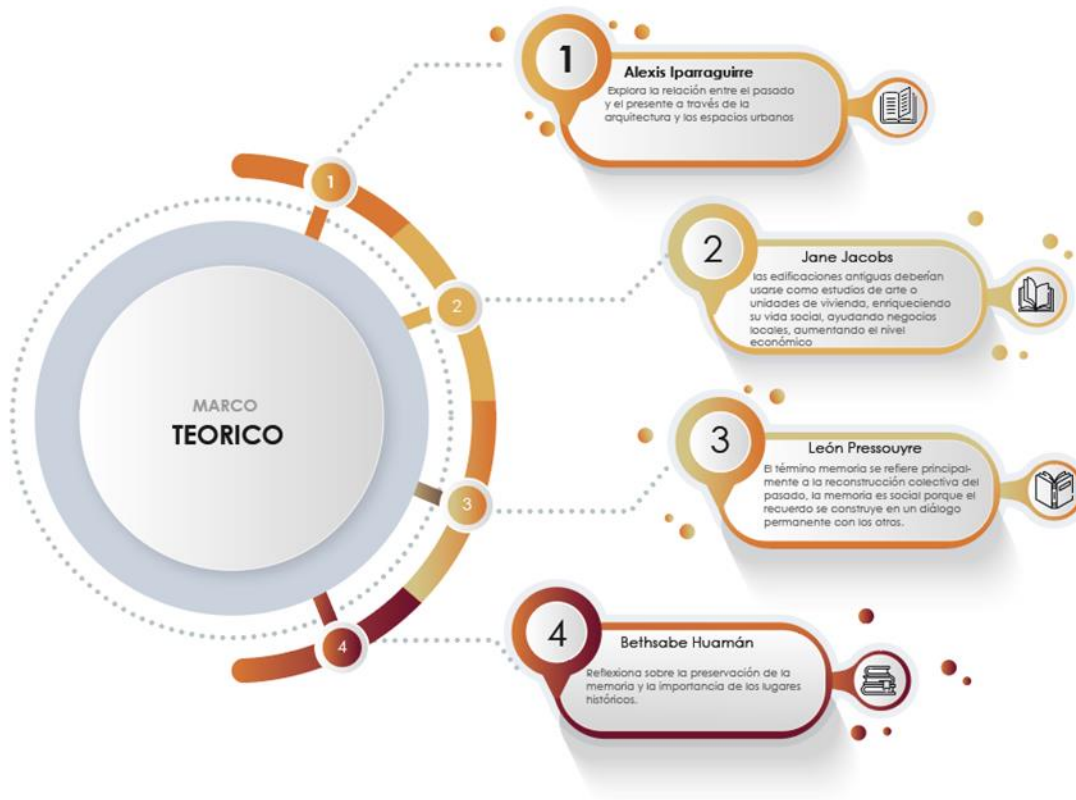 MARCO
TEORICO
1
2
3
4
1
Alexis Iparraguirre
Explora la relación entre el pasado
y el presente a través de la
arquitectura y los espacios urbanos
2
Jane Jacobs
las edificaciones antiguas deberían
usarse como estudios de arte o
unidades de vivienda, enriqueciendo
su vida social, ayudando negocios
locales, aumentando el nivel
económico
3
León Pressouyre
El término memoria se refiere principal-
mente a la reconstrucción colectiva del
pasado, la memoria es social porque el
recuerdo se construye en un diálogo
permanente con los otros.
4
Bethsabe Huamán
Reflexiona sobre la preservación de la
memoria y la importancia de los lugares
históricos.